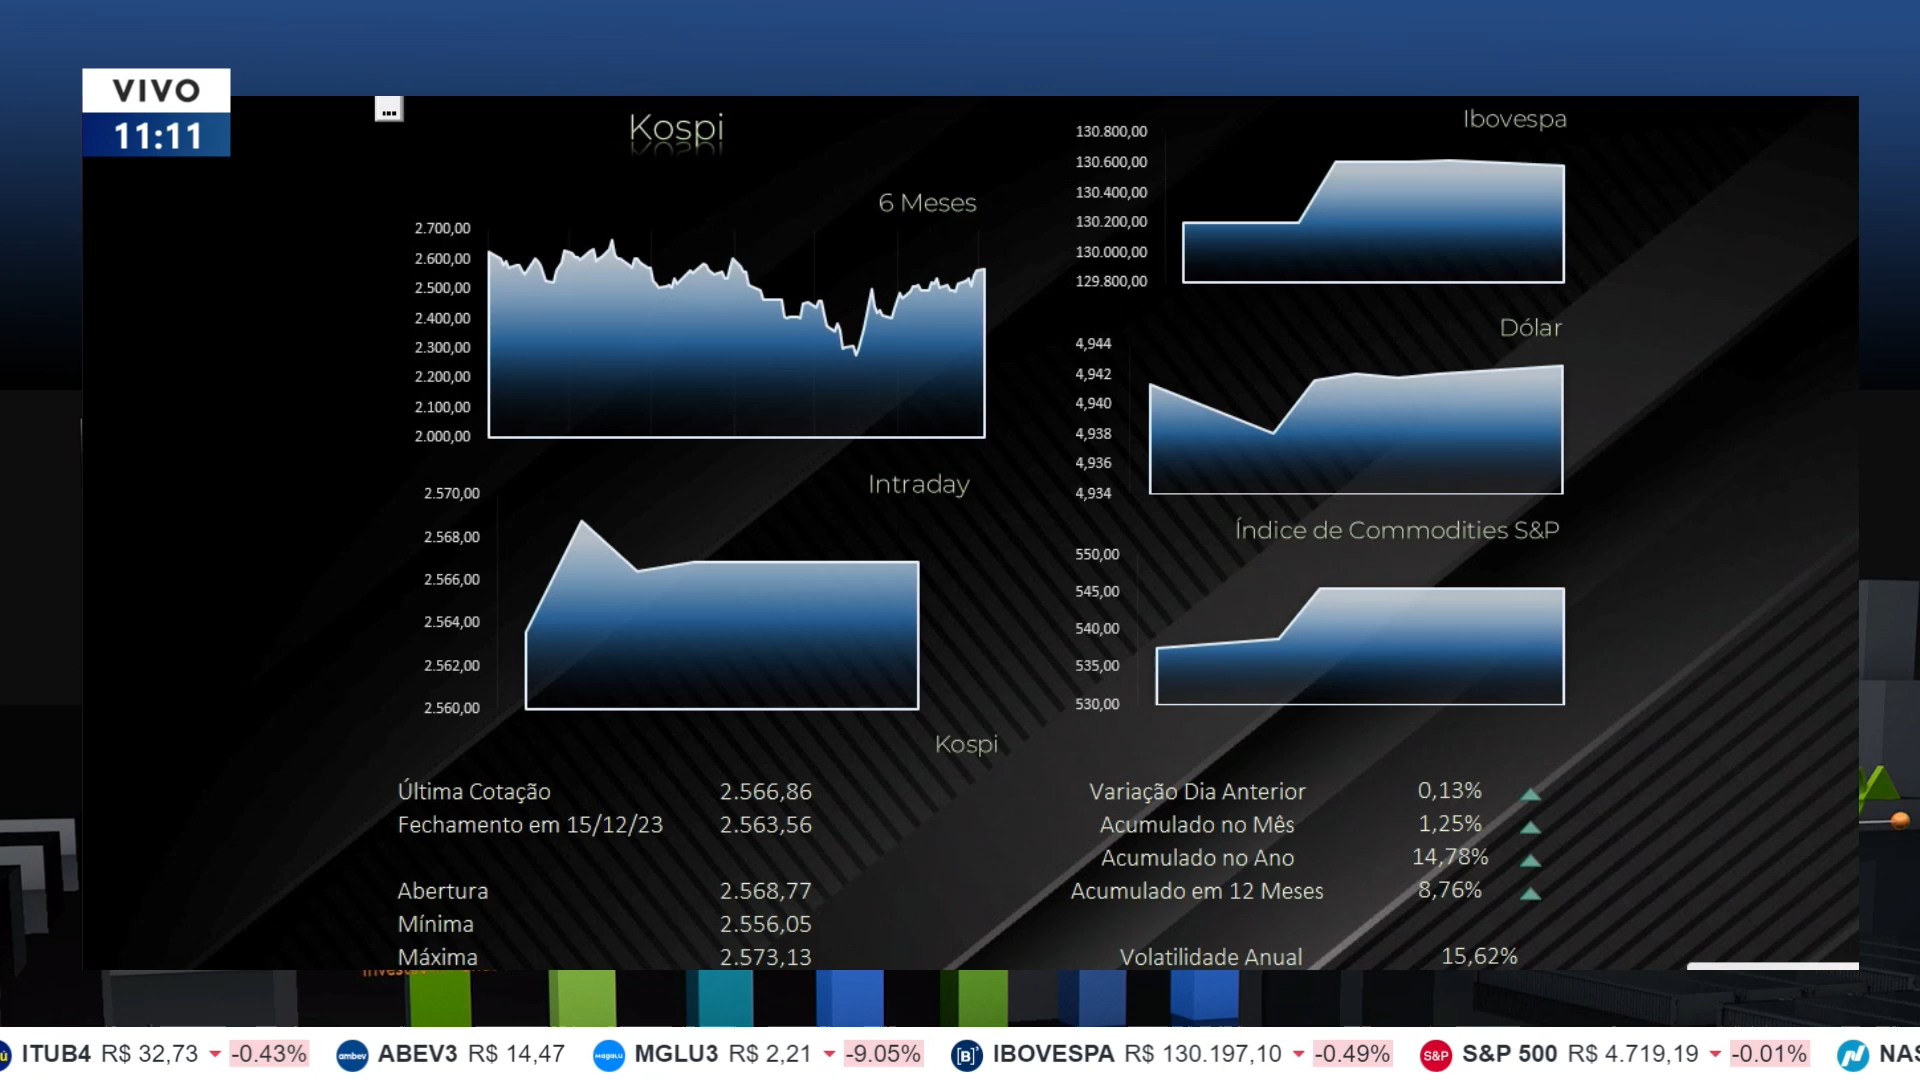 VIVO
11:11
...
Kospi
6 Meses
2.700,00
2.600,00
2.500,00
2.400,00
2.300,00
2.200,00
2.100,00
2.000,00
Intraday
2.570,00
2.568,00
2.566,00
2.564,00
2.562,00
2.560,00
Ibovespa
130.800,00
130.600,00
130.400,00
130.200,00
130.000,00
129.800,00
Dólar
4,944
4,942
4,940
4,938
4,936
4,934
Índice de Commodities S&P
550,00
545,00
540,00
535,00
530,00
Kospi
Última Cotação 2.566,86
Fechamento em 15/12/23 2.563,56
Abertura 2.568,77
Mínima 2.556,05
Máxima 2.573,13
Variação Dia Anterior 0,13%
Acumulado no Mês 1,25%
Acumulado no Ano 14,78%
Acumulado em 12 Meses 8,76%
Volatilidade Anual 15,62%
ITUB4 R$ 32,73 -0.43% ambev ABEV3 R$ 14,47 MAGALU MGLU3 R$ 2,21 -9.05% [B]³ IBOVESPA R$ 130.197,10 -0.49% S&P S&P 500 R$ 4.719,19 -0.01% NAS